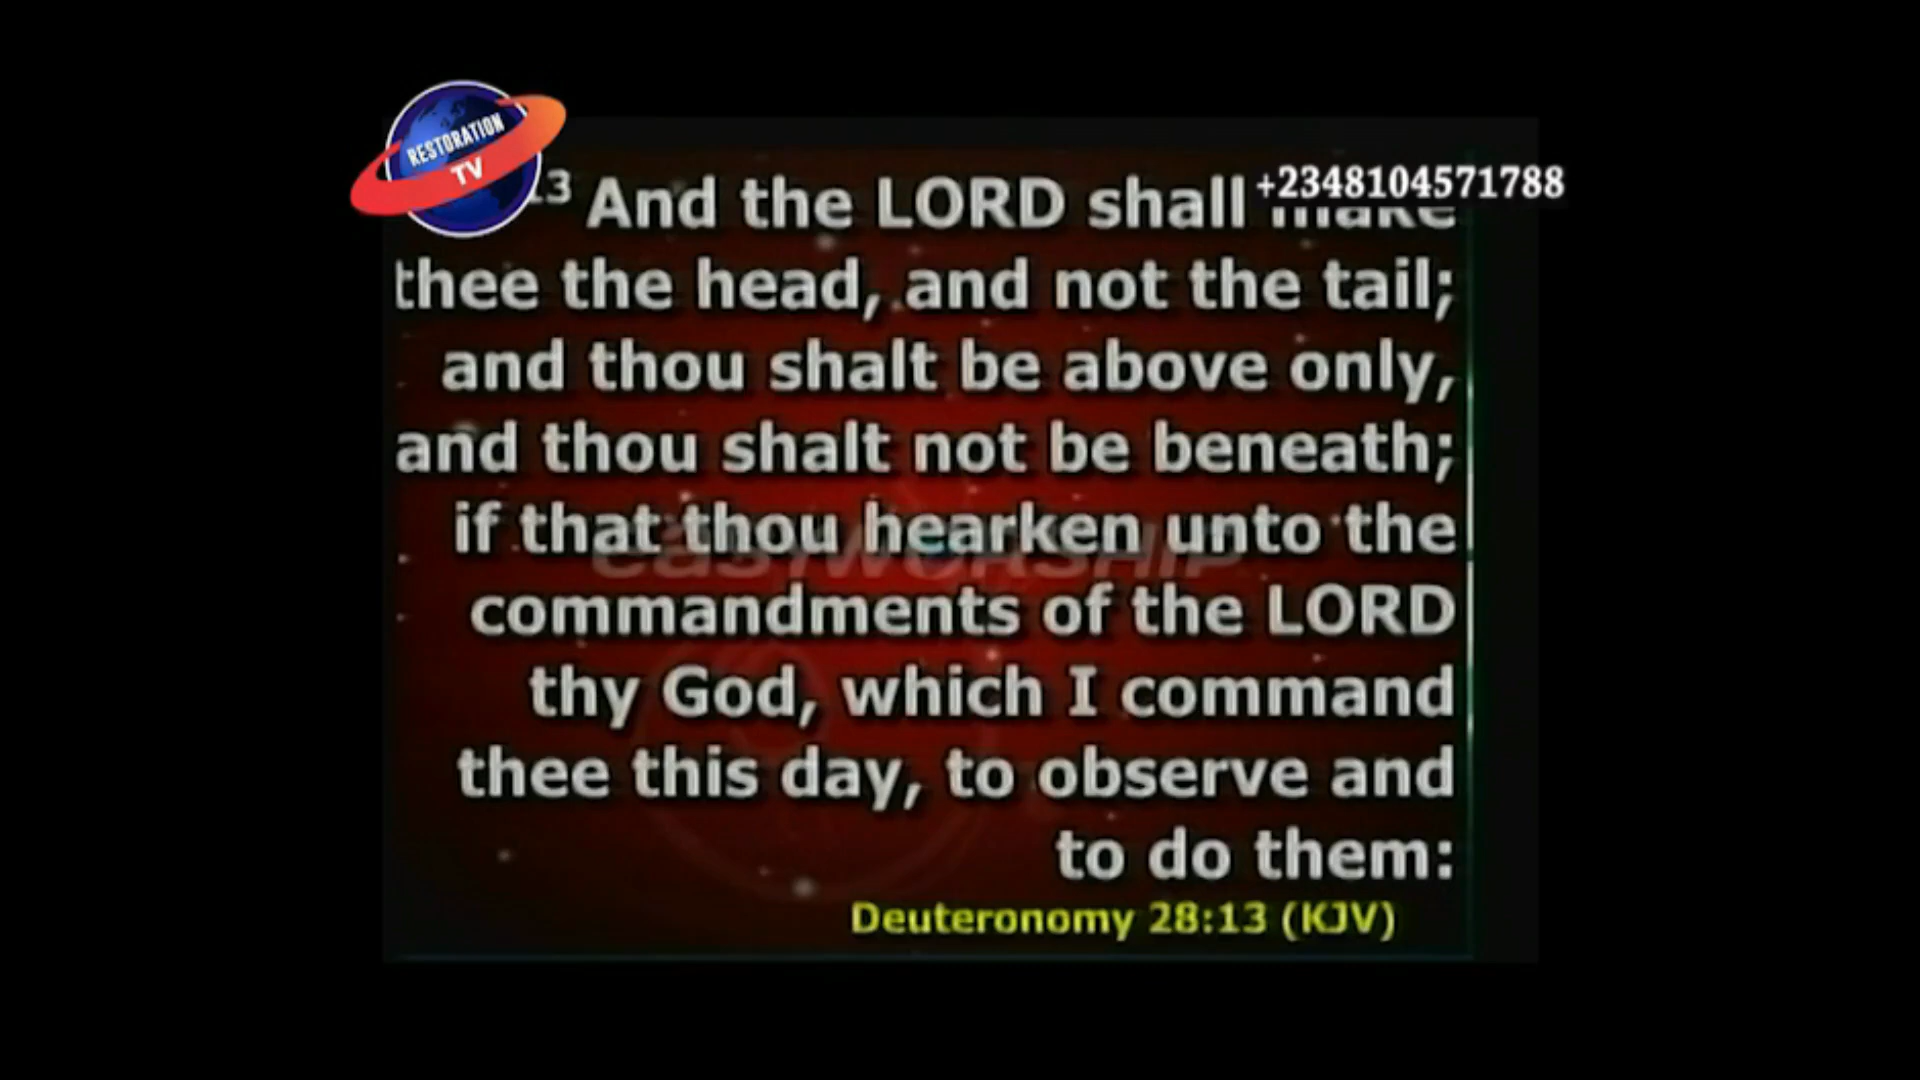 RESTORATION
TV
+2348104571788
13 And the LORD shall make
thee the head, and not the tail;
and thou shalt be above only,
and thou shalt not be beneath;
if that thou hearken unto the
commandments of the LORD
thy God, which I command
thee this day, to observe and
to do them:
Deuteronomy 28:13 (KJV)
easyWORSHIP